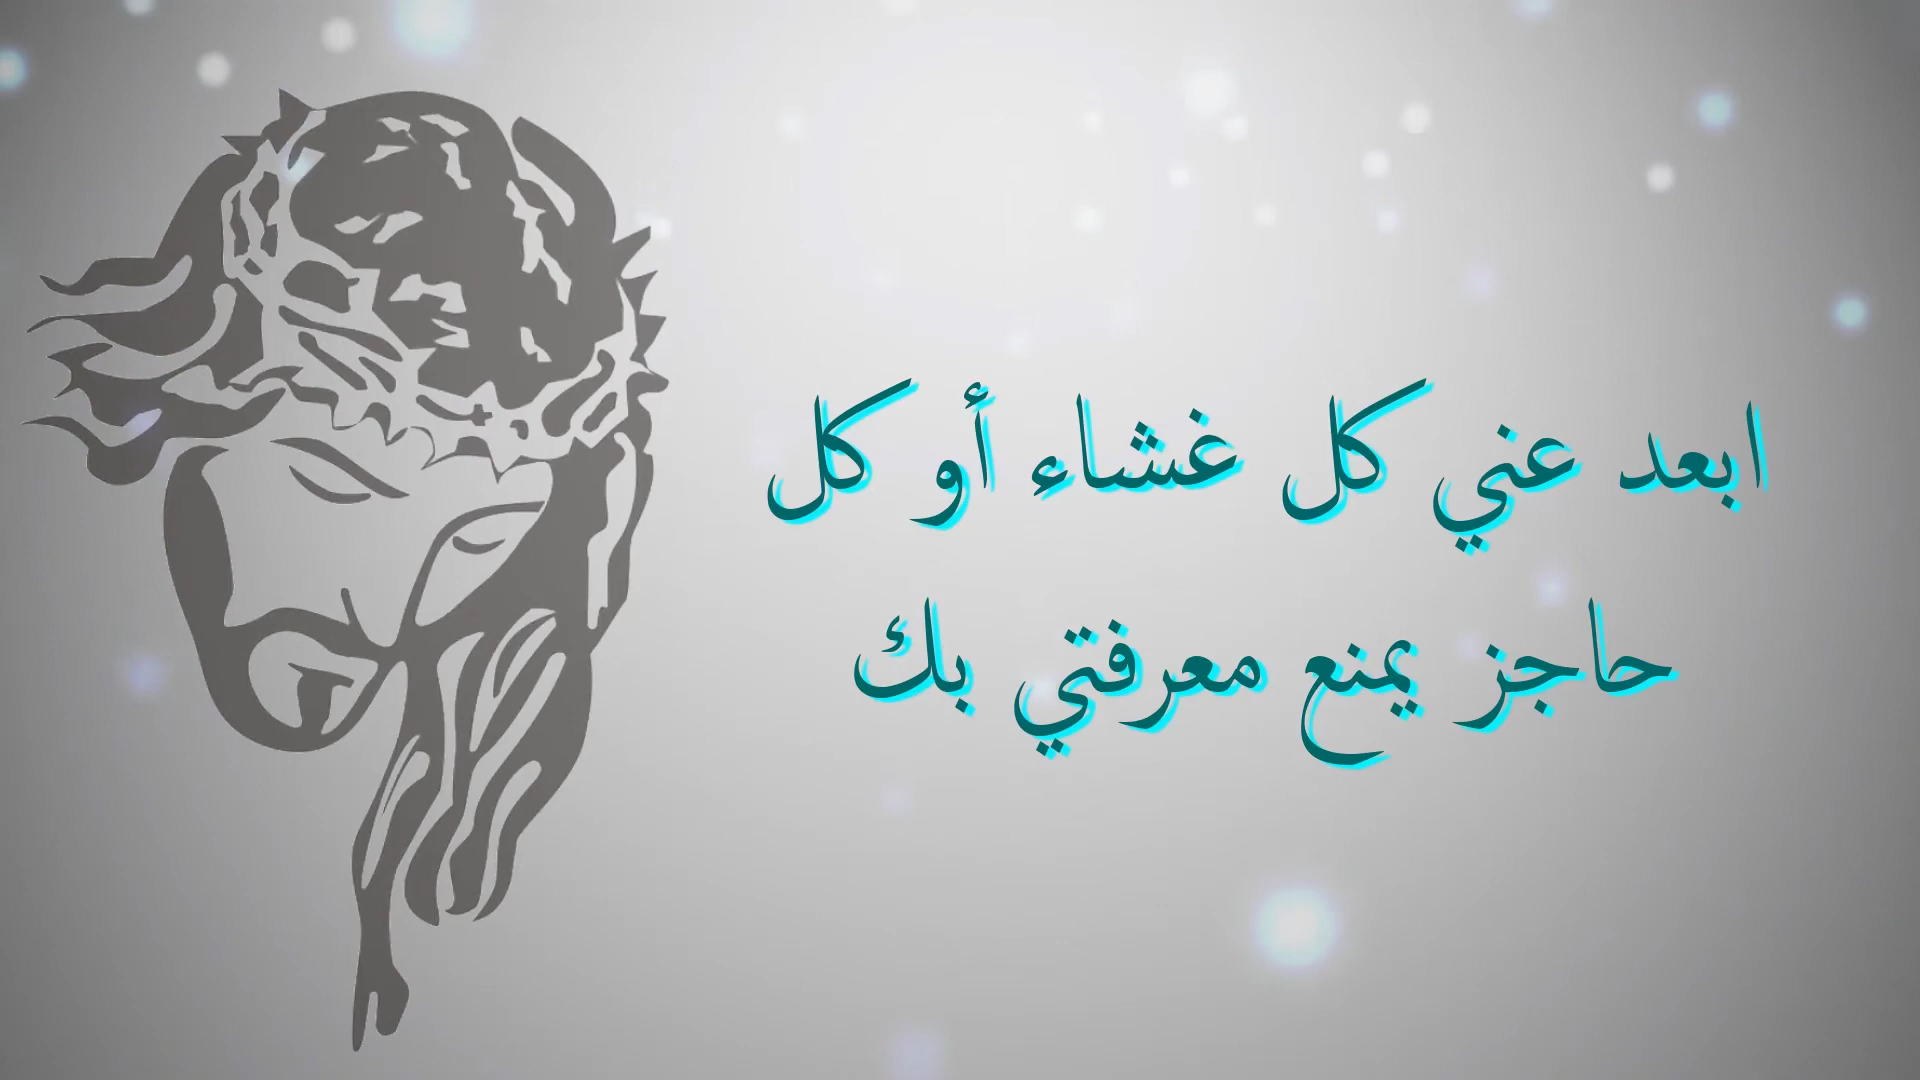 ابعد عني كل غشاء أو كل
حاجز يمنع معرفتي بك